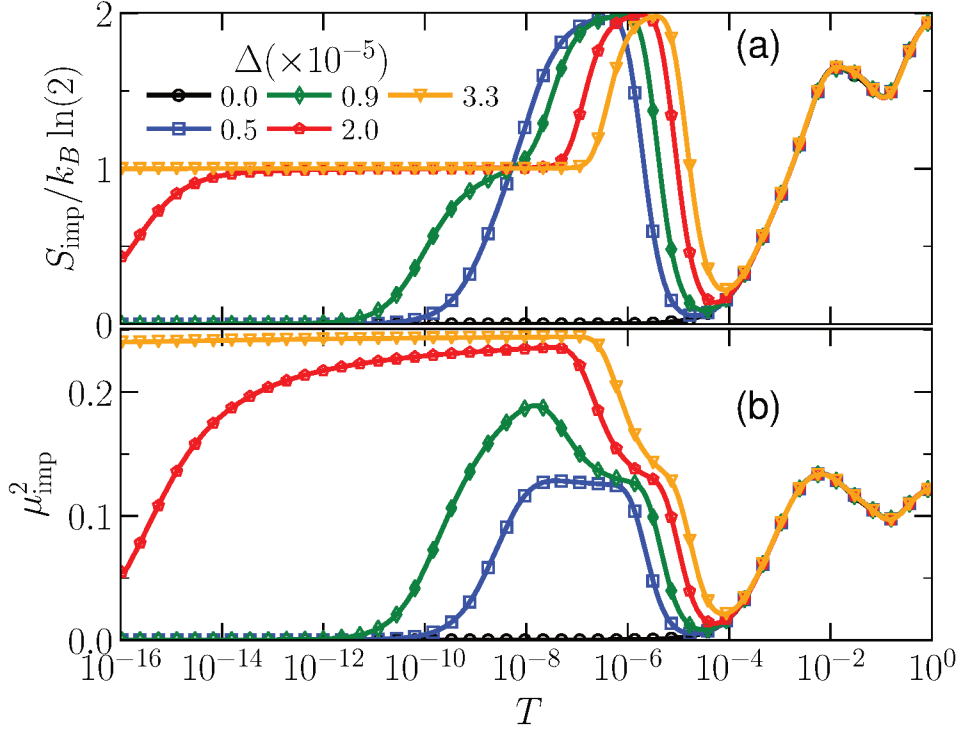 2
(a)
Δ(×10⁻⁵)
0.0 0.9 3.3
0.5 2.0
1
S_imp/k_B ln(2)
0
(b)
0.2
0.1
μ²_imp
0.0
10⁻¹⁶ 10⁻¹⁴ 10⁻¹² 10⁻¹⁰ 10⁻⁸ 10⁻⁶ 10⁻⁴ 10⁻² 10⁰
T